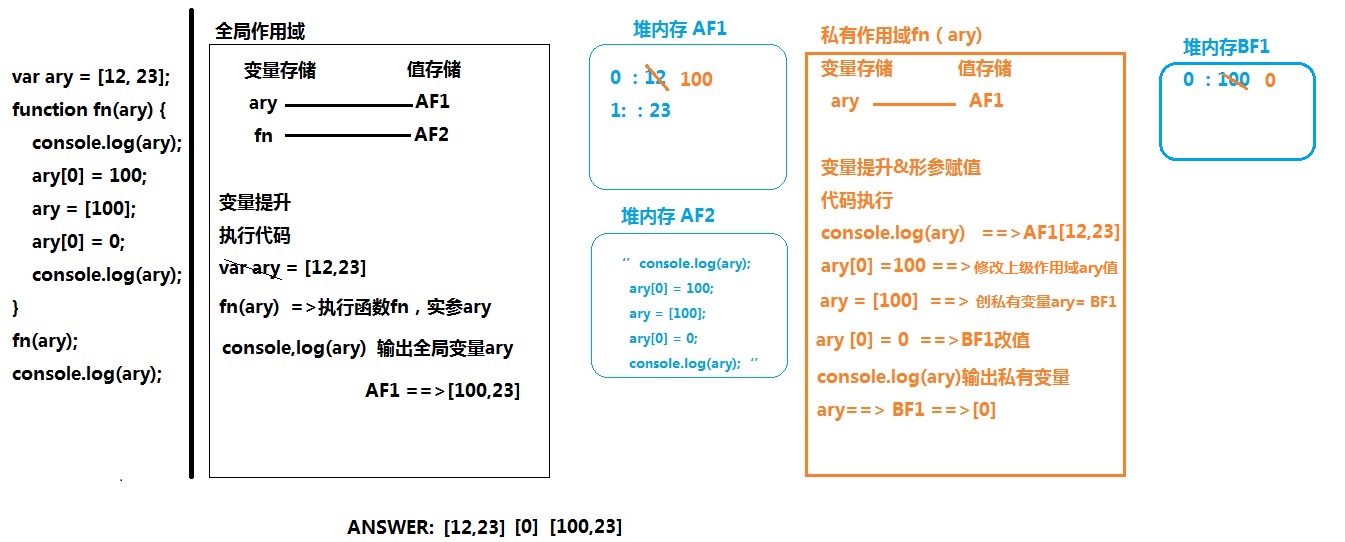 var ary = [12, 23];
function fn(ary) {
console.log(ary);
ary[0] = 100;
ary = [100];
ary[0] = 0;
console.log(ary);
}
fn(ary);
console.log(ary);
全局作用域
变量存储 值存储
ary AF1
fn AF2
变量提升
执行代码
var ary = [12,23]
fn(ary) =>执行函数fn，实参ary
console,log(ary) 输出全局变量ary
AF1 ==>[100,23]
堆内存 AF1
0 ：12 100
1: ：23
堆内存 AF2
“ console.log(ary);
ary[0] = 100;
ary = [100];
ary[0] = 0;
console.log(ary); “
私有作用域fn（ary)
变量存储 值存储
ary AF1
变量提升&形参赋值
代码执行
console.log(ary) ==>AF1[12,23]
ary[0] =100 ==>修改上级作用域ary值
ary = [100] ==> 创私有变量ary= BF1
ary [0] = 0 ==>BF1改值
console.log(ary)输出私有变量
ary==> BF1 ==>[0]
堆内存BF1
0 ：100 0
ANSWER: [12,23] [0] [100,23]